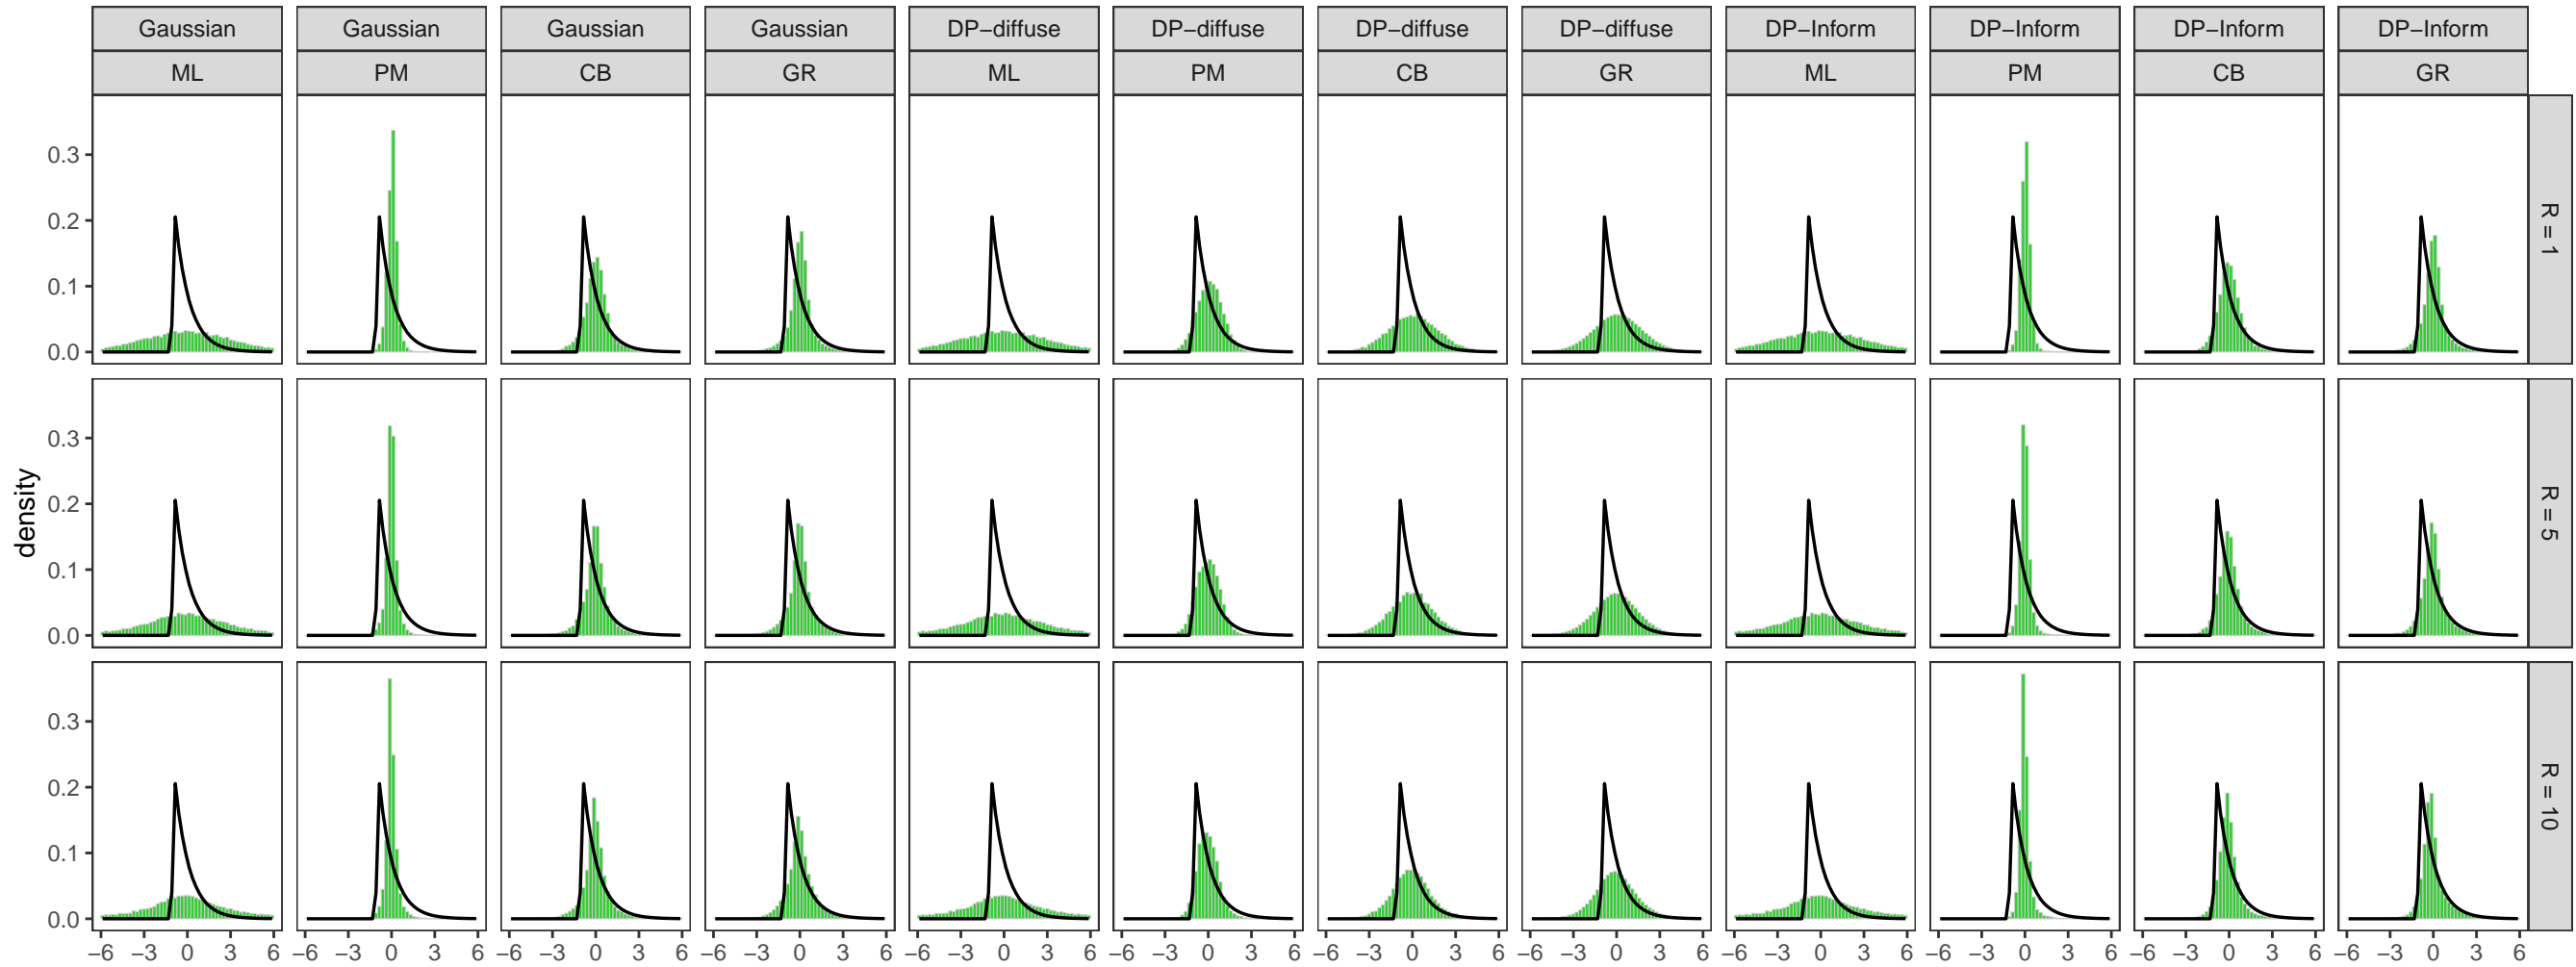 Gaussian Gaussian Gaussian Gaussian DP−diffuse DP−diffuse DP−diffuse DP−diffuse DP−Inform DP−Inform DP−Inform DP−Inform
ML PM CB GR ML PM CB GR ML PM CB GR
0.3
0.2
0.1
0.0
R = 1
0.3
0.2
0.1
0.0
R = 5
density
0.3
0.2
0.1
0.0
R = 10
−6 −3 0 3 6 −6 −3 0 3 6 −6 −3 0 3 6 −6 −3 0 3 6 −6 −3 0 3 6 −6 −3 0 3 6 −6 −3 0 3 6 −6 −3 0 3 6 −6 −3 0 3 6 −6 −3 0 3 6 −6 −3 0 3 6 −6 −3 0 3 6